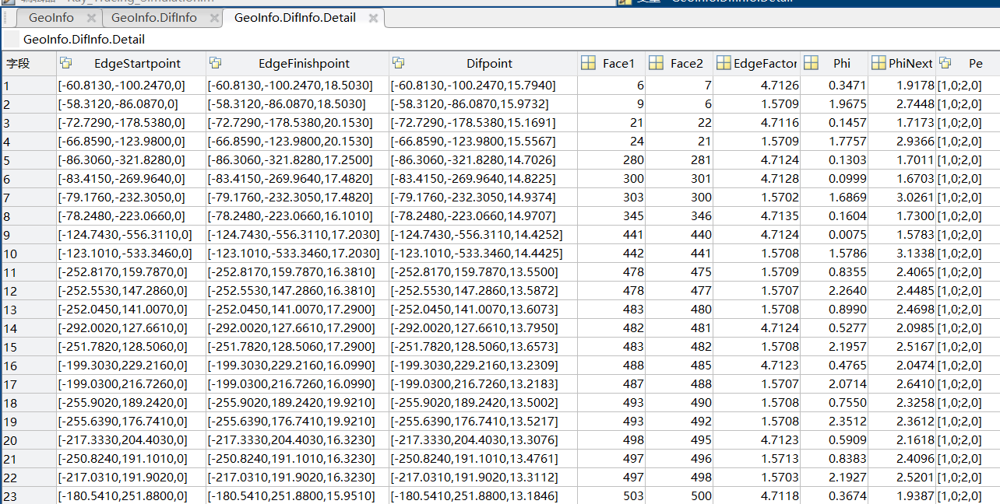 GeoInfo GeoInfo.DifInfo GeoInfo.DifInfo.Detail
GeoInfo.DifInfo.Detail
字段 EdgeStartpoint EdgeFinishpoint Difpoint Face1 Face2 EdgeFactor Phi PhiNext Pe
1 [-60.8130,-100.2470,0] [-60.8130,-100.2470,18.5030] [-60.8130,-100.2470,15.7940] 6 7 4.7126 0.3471 1.9178 [1,0;2,0]
2 [-58.3120,-86.0870,0] [-58.3120,-86.0870,18.5030] [-58.3120,-86.0870,15.9732] 9 6 1.5709 1.9675 2.7448 [1,0;2,0]
3 [-72.7290,-178.5380,0] [-72.7290,-178.5380,20.1530] [-72.7290,-178.5380,15.1691] 21 22 4.7116 0.1457 1.7173 [1,0;2,0]
4 [-66.8590,-123.9800,0] [-66.8590,-123.9800,20.1530] [-66.8590,-123.9800,15.5567] 24 21 1.5709 1.7757 2.9366 [1,0;2,0]
5 [-86.3060,-321.8280,0] [-86.3060,-321.8280,17.2500] [-86.3060,-321.8280,14.7026] 280 281 4.7124 0.1303 1.7011 [1,0;2,0]
6 [-83.4150,-269.9640,0] [-83.4150,-269.9640,17.4820] [-83.4150,-269.9640,14.8225] 300 301 4.7128 0.0999 1.6703 [1,0;2,0]
7 [-79.1760,-232.3050,0] [-79.1760,-232.3050,17.4820] [-79.1760,-232.3050,14.9374] 303 300 1.5702 1.6869 3.0261 [1,0;2,0]
8 [-78.2480,-223.0660,0] [-78.2480,-223.0660,16.1010] [-78.2480,-223.0660,14.9707] 345 346 4.7135 0.1604 1.7300 [1,0;2,0]
9 [-124.7430,-556.3110,0] [-124.7430,-556.3110,17.2030] [-124.7430,-556.3110,14.4252] 441 440 4.7124 0.0075 1.5783 [1,0;2,0]
10 [-123.1010,-533.3460,0] [-123.1010,-533.3460,17.2030] [-123.1010,-533.3460,14.4425] 442 441 1.5708 1.5786 3.1338 [1,0;2,0]
11 [-252.8170,159.7870,0] [-252.8170,159.7870,16.3810] [-252.8170,159.7870,13.5500] 478 475 1.5709 0.8355 2.4065 [1,0;2,0]
12 [-252.5530,147.2860,0] [-252.5530,147.2860,16.3810] [-252.5530,147.2860,13.5872] 478 477 1.5707 2.2640 2.4485 [1,0;2,0]
13 [-252.0450,141.0070,0] [-252.0450,141.0070,17.2900] [-252.0450,141.0070,13.6073] 483 480 1.5708 0.8990 2.4698 [1,0;2,0]
14 [-292.0020,127.6610,0] [-292.0020,127.6610,17.2900] [-292.0020,127.6610,13.7950] 482 481 4.7124 0.5277 2.0985 [1,0;2,0]
15 [-251.7820,128.5060,0] [-251.7820,128.5060,17.2900] [-251.7820,128.5060,13.6573] 483 482 1.5708 2.1957 2.5167 [1,0;2,0]
16 [-199.3030,229.2160,0] [-199.3030,229.2160,16.0990] [-199.3030,229.2160,13.2309] 488 485 4.7123 0.4765 2.0474 [1,0;2,0]
17 [-199.0300,216.7260,0] [-199.0300,216.7260,16.0990] [-199.0300,216.7260,13.2183] 487 488 1.5707 2.0714 2.6410 [1,0;2,0]
18 [-255.9020,189.2420,0] [-255.9020,189.2420,19.9210] [-255.9020,189.2420,13.5002] 493 490 1.5708 0.7550 2.3258 [1,0;2,0]
19 [-255.6390,176.7410,0] [-255.6390,176.7410,19.9210] [-255.6390,176.7410,13.5217] 493 492 1.5708 2.3512 2.3612 [1,0;2,0]
20 [-217.3330,204.4030,0] [-217.3330,204.4030,16.3230] [-217.3330,204.4030,13.3076] 498 495 4.7123 0.5909 2.1618 [1,0;2,0]
21 [-250.8240,191.1010,0] [-250.8240,191.1010,16.3230] [-250.8240,191.1010,13.4761] 497 496 1.5713 0.8383 2.4096 [1,0;2,0]
22 [-217.0310,191.9020,0] [-217.0310,191.9020,16.3230] [-217.0310,191.9020,13.3112] 497 498 1.5703 2.1927 2.5201 [1,0;2,0]
23 [-180.5410,251.8800,0] [-180.5410,251.8800,15.9510] [-180.5410,251.8800,13.1846] 503 500 4.7118 0.3674 1.9387 [1,0;2,0]